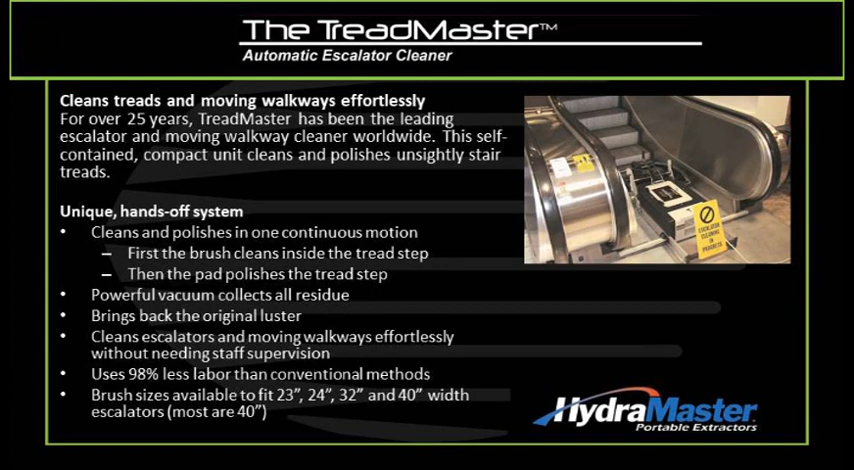 The TreadMaster™
Automatic Escalator Cleaner
Cleans treads and moving walkways effortlessly
For over 25 years, TreadMaster has been the leading
escalator and moving walkway cleaner worldwide. This self-
contained, compact unit cleans and polishes unsightly stair
treads.
Unique, hands-off system
• Cleans and polishes in one continuous motion
– First the brush cleans inside the tread step
– Then the pad polishes the tread step
• Powerful vacuum collects all residue
• Brings back the original luster
• Cleans escalators and moving walkways effortlessly
without needing staff supervision
• Uses 98% less labor than conventional methods
• Brush sizes available to fit 23”, 24”, 32” and 40” width
escalators (most are 40”)
ESCALATOR
CLEANING
IN
PROGRESS
HydraMaster
Portable Extractors